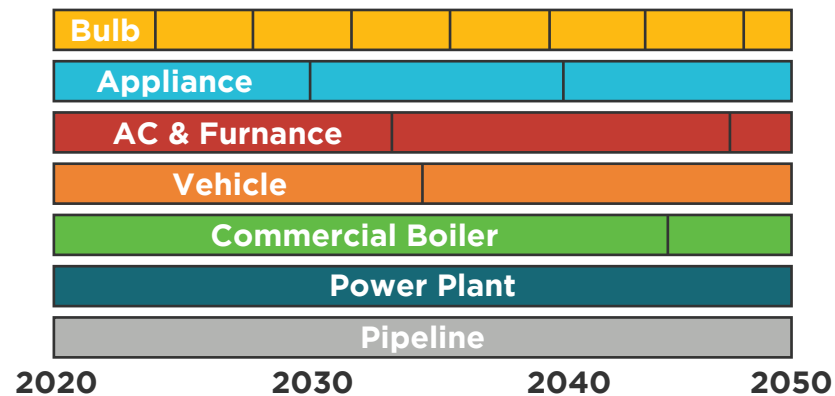 Bulb
Appliance
AC & Furnance
Vehicle
Commercial Boiler
Power Plant
Pipeline
2020 2030 2040 2050